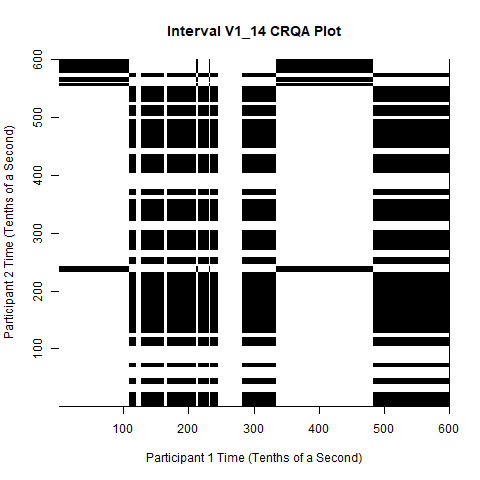 Interval V1_14 CRQA Plot
600
500
400
300
200
100
Participant 2 Time (Tenths of a Second)
100 200 300 400 500 600
Participant 1 Time (Tenths of a Second)